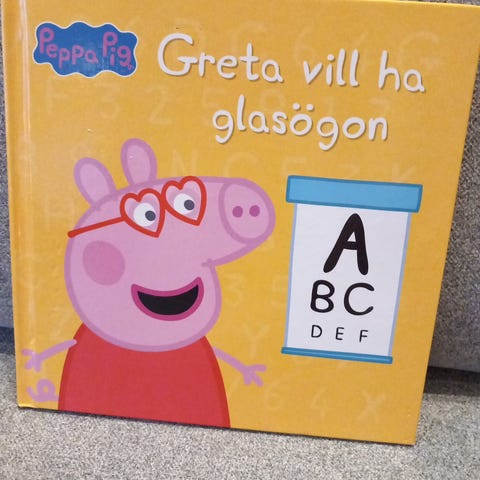 Peppa Pig
Greta vill ha
glasögon
A
BC
DEF